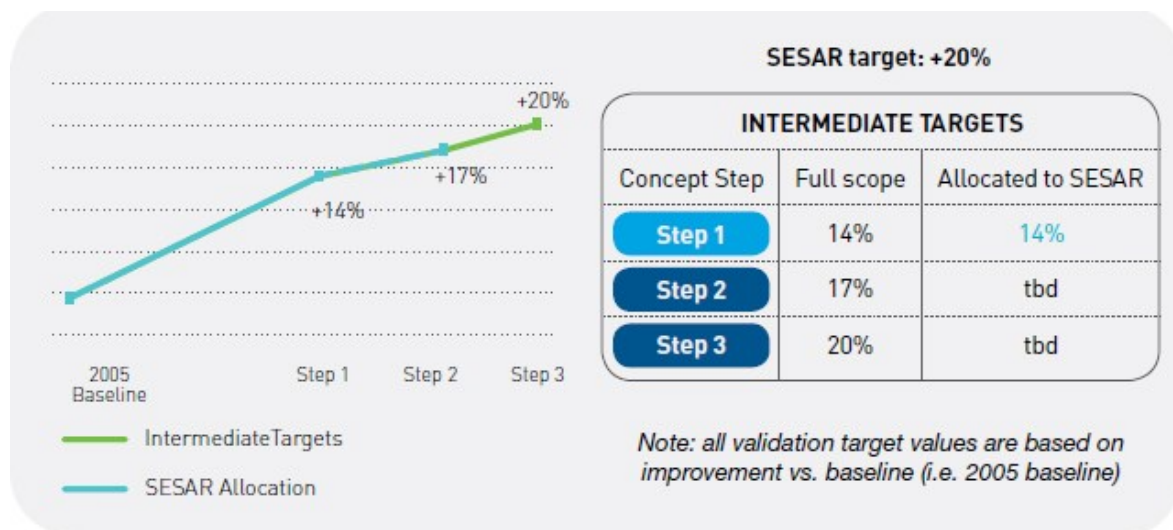 +20%
+17%
+14%
2005
Baseline
Step 1
Step 2
Step 3
IntermediateTargets
SESAR Allocation
SESAR target: +20%
INTERMEDIATE TARGETS
Concept Step Full scope Allocated to SESAR
Step 1 14% 14%
Step 2 17% tbd
Step 3 20% tbd
Note: all validation target values are based on
improvement vs. baseline (i.e. 2005 baseline)